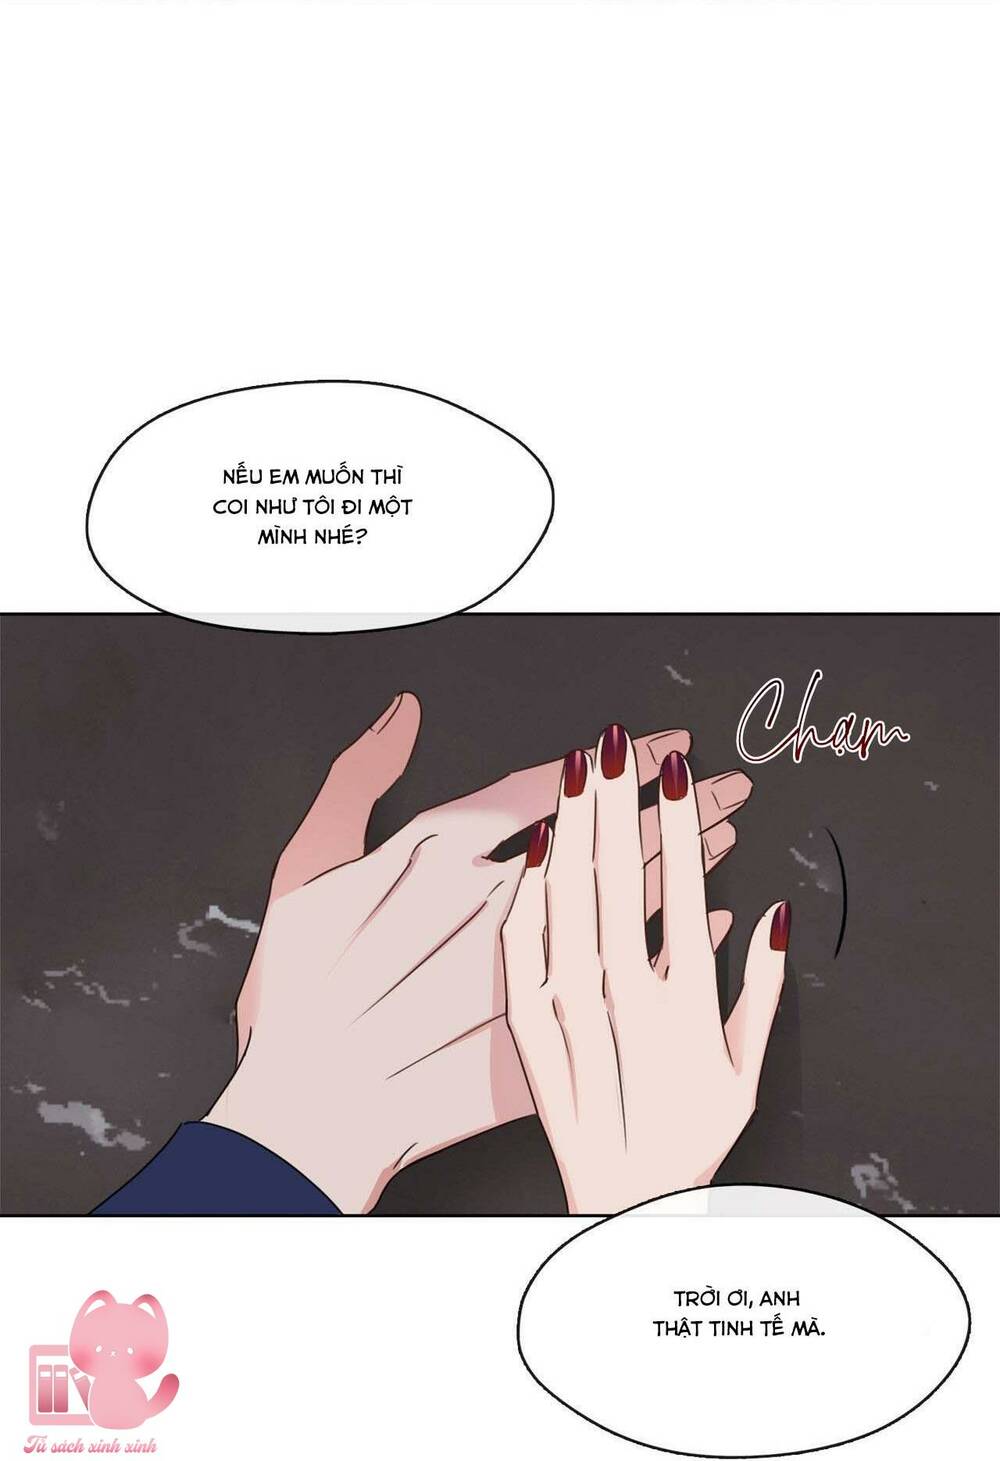 NẾU EM MUỐN THÌ
COI NHƯ TÔI ĐI MỘT
MÌNH NHÉ?
Chạm
TRỜI ƠI, ANH
THẬT TINH TẾ MÀ.
Tủ sách xinh xinh